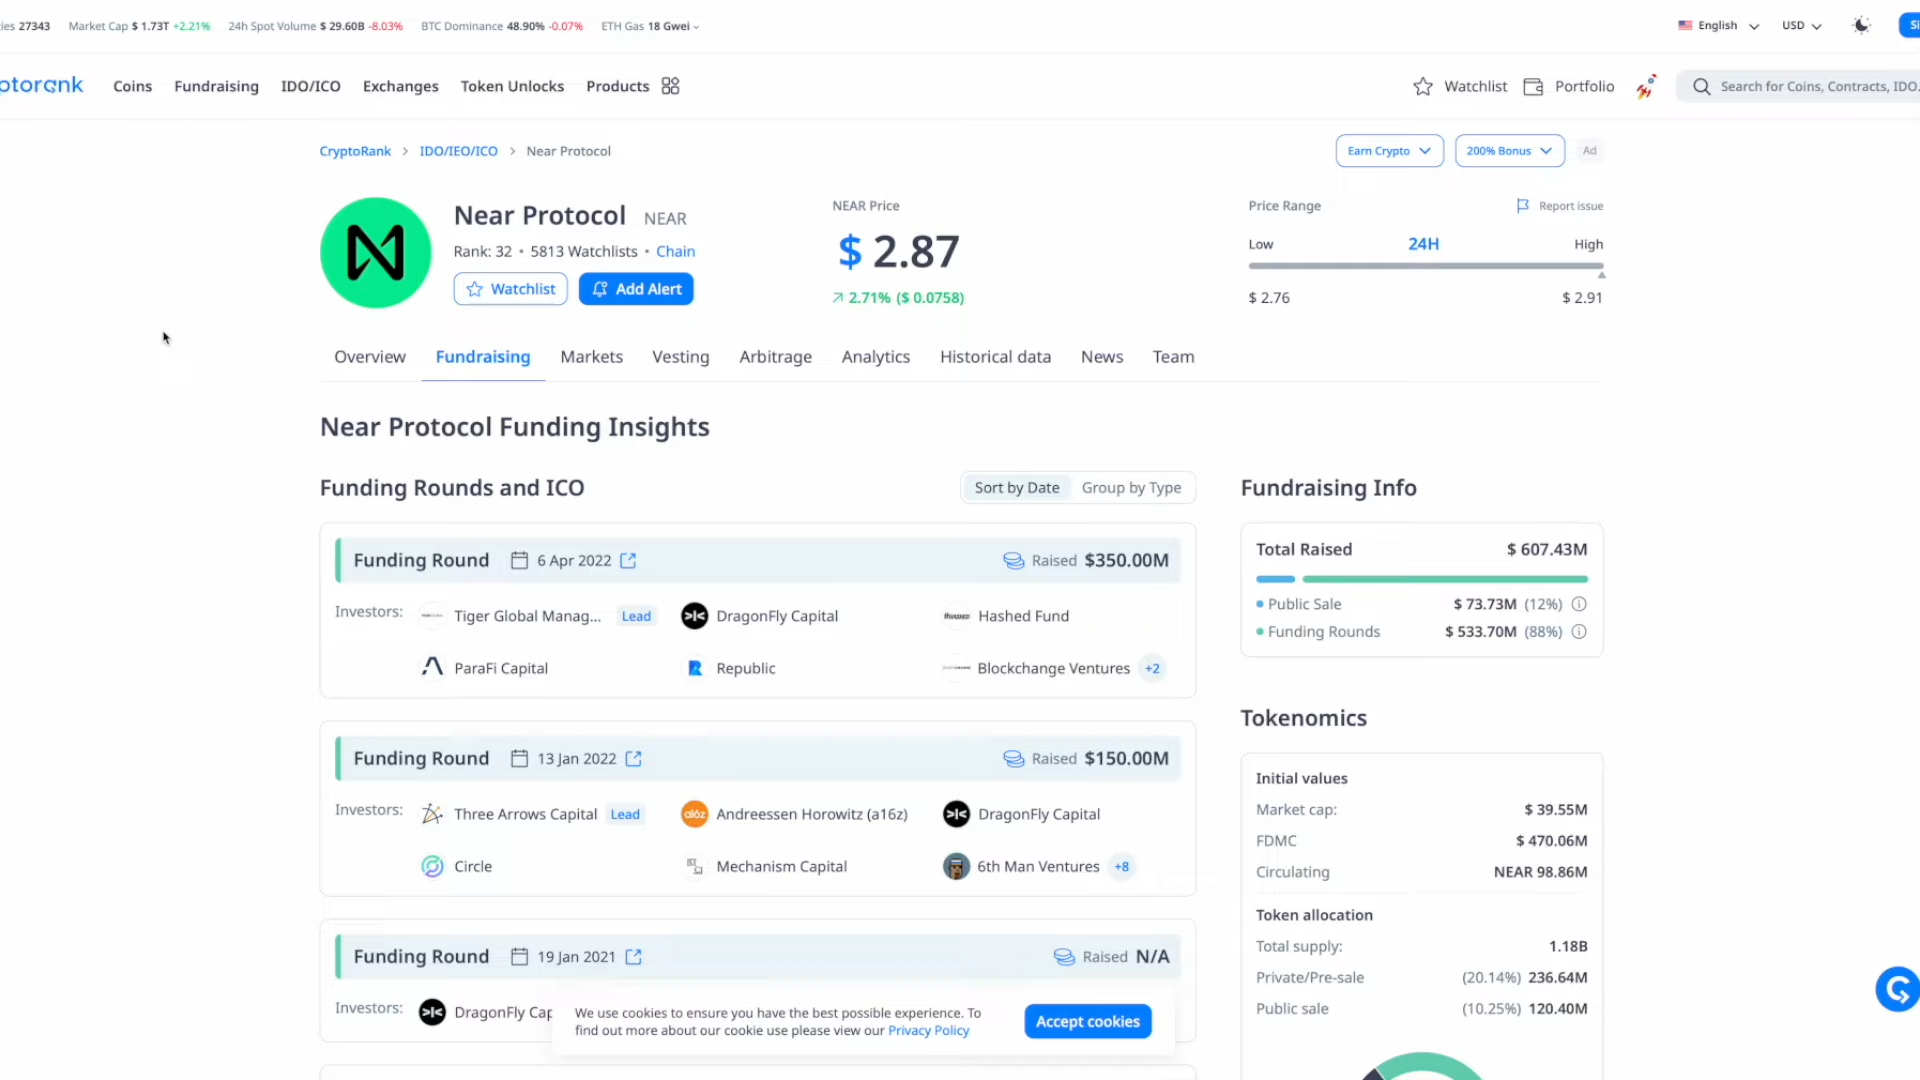 ies 27343 Market Cap $ 1.73T +2.21% 24h Spot Volume $ 29.60B -8.03% BTC Dominance 48.90% -0.07% ETH Gas 18 Gwei English USD
ptorank Coins Fundraising IDO/ICO Exchanges Token Unlocks Products Watchlist Portfolio Search for Coins, Contracts, IDO...
CryptoRank > IDO/IEO/ICO > Near Protocol Earn Crypto 200% Bonus Ad
Near Protocol NEAR
Rank: 32 • 5813 Watchlists • Chain
Watchlist Add Alert
NEAR Price
$ 2.87
2.71% ($ 0.0758)
Price Range Report issue
Low 24H High
$ 2.76 $ 2.91
Overview Fundraising Markets Vesting Arbitrage Analytics Historical data News Team
Near Protocol Funding Insights
Funding Rounds and ICO Sort by Date Group by Type
Funding Round 6 Apr 2022 Raised $350.00M
Investors: Tiger Global Manag... Lead DragonFly Capital Hashed Fund
ParaFi Capital Republic Blockchange Ventures +2
Funding Round 13 Jan 2022 Raised $150.00M
Investors: Three Arrows Capital Lead a16z Andreessen Horowitz (a16z) DragonFly Capital
Circle Mechanism Capital 6th Man Ventures +8
Funding Round 19 Jan 2021 Raised N/A
Investors: DragonFly Cap
We use cookies to ensure you have the best possible experience. To
find out more about our cookie use please view our Privacy Policy
Accept cookies
Fundraising Info
Total Raised $ 607.43M
• Public Sale $ 73.73M (12%)
• Funding Rounds $ 533.70M (88%)
Tokenomics
Initial values
Market cap: $ 39.55M
FDMC $ 470.06M
Circulating NEAR 98.86M
Token allocation
Total supply: 1.18B
Private/Pre-sale (20.14%) 236.64M
Public sale (10.25%) 120.40M